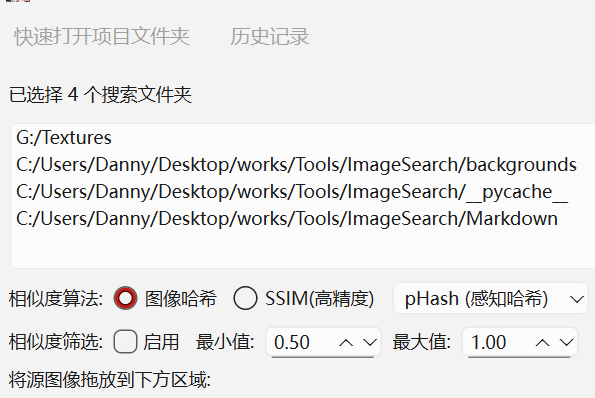 快速打开项目文件夹 历史记录
已选择 4 个搜索文件夹
G:/Textures
C:/Users/Danny/Desktop/works/Tools/ImageSearch/backgrounds
C:/Users/Danny/Desktop/works/Tools/ImageSearch/__pycache__
C:/Users/Danny/Desktop/works/Tools/ImageSearch/Markdown
相似度算法: 图像哈希 SSIM(高精度) pHash (感知哈希)
相似度筛选: 启用 最小值: 0.50 最大值: 1.00
将源图像拖放到下方区域: